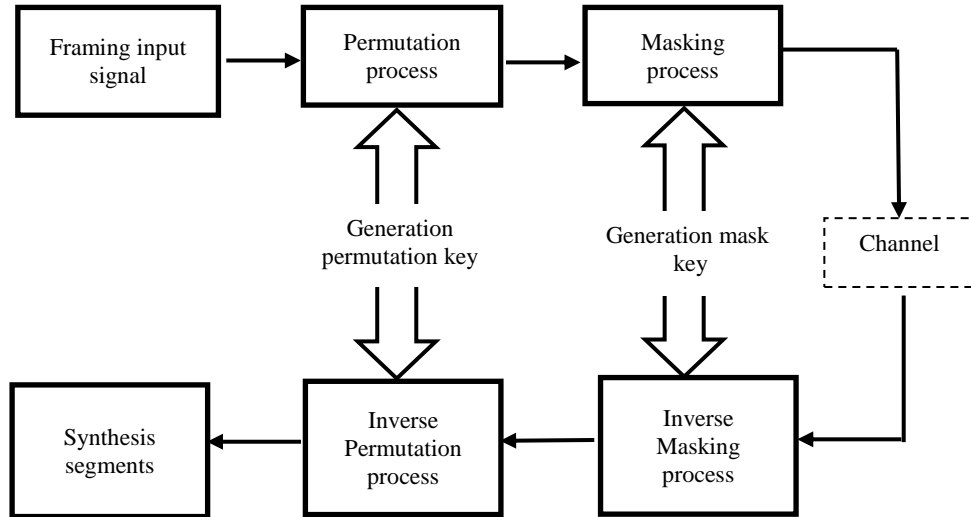 Framing input
signal
Permutation
process
Masking
process
Generation
permutation key
Generation mask
key
Channel
Synthesis
segments
Inverse
Permutation
process
Inverse
Masking
process